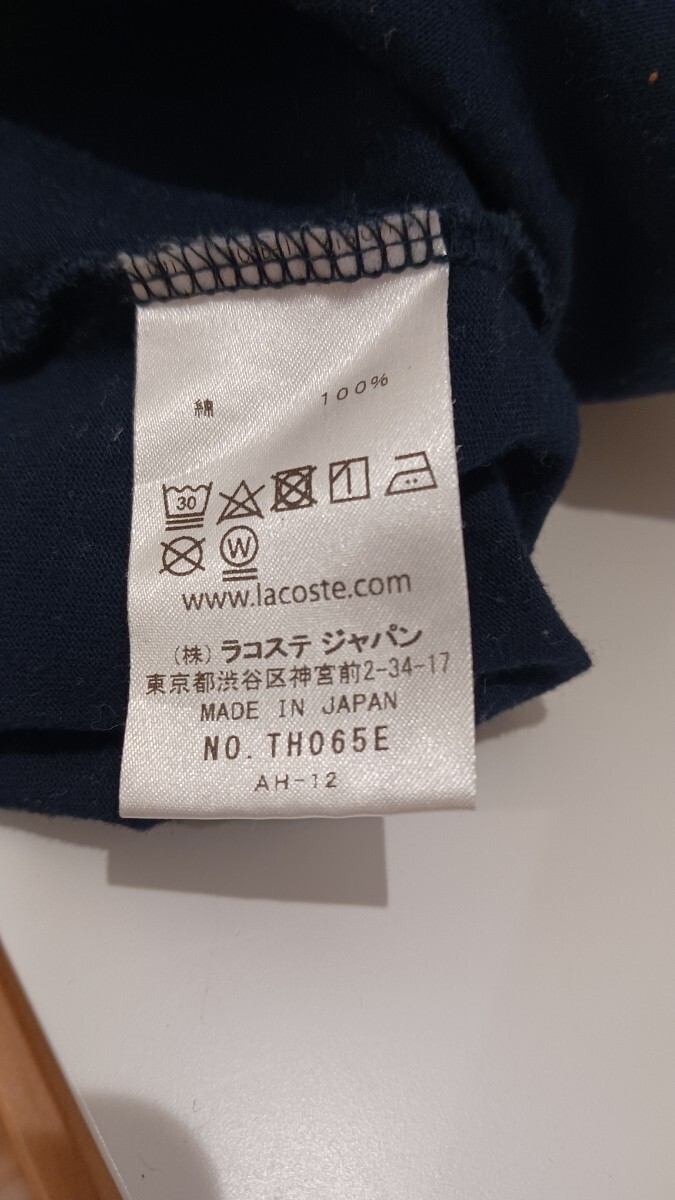 綿 100%
30
W
www.lacoste.com
(株) ラコステ ジャパン
東京都渋谷区神宮前2-34-17
MADE IN JAPAN
NO. TH065E
AH-12